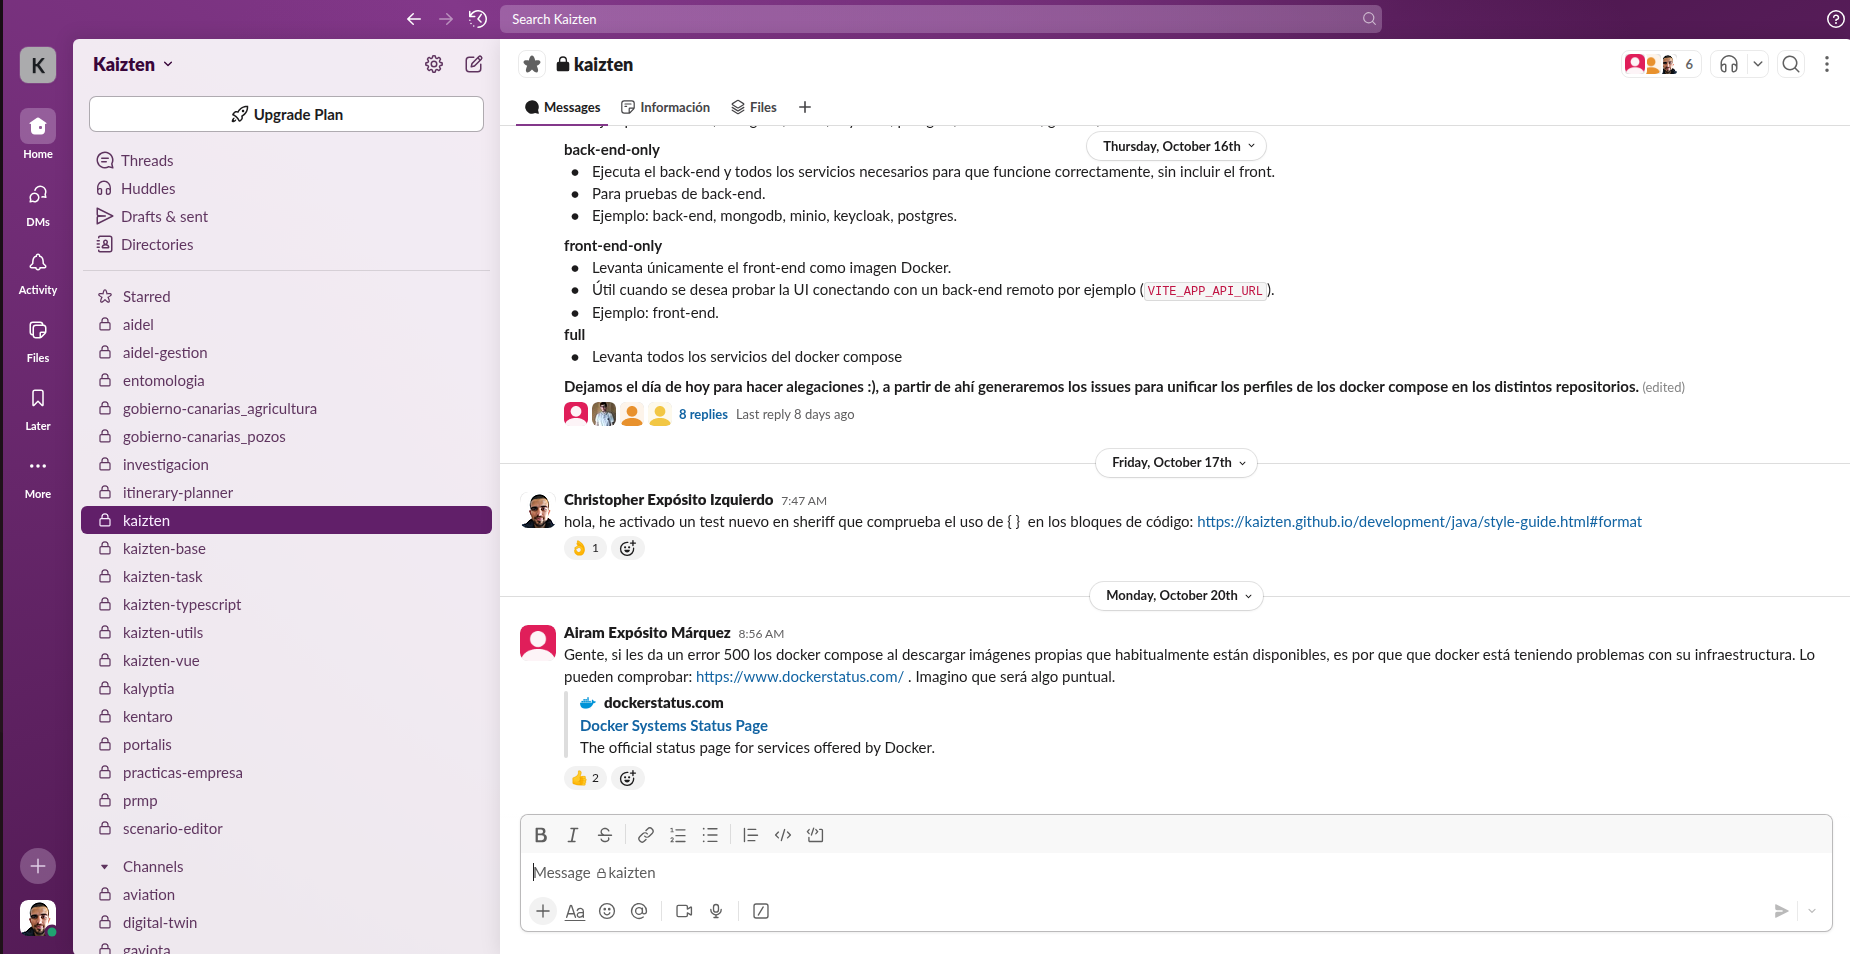 Search Kaizten
K
Home
DMs
Activity
Files
Later
More
Kaizten
Upgrade Plan
Threads
Huddles
Drafts & sent
Directories
Starred
aidel
aidel-gestion
entomologia
gobierno-canarias_agricultura
gobierno-canarias_pozos
investigacion
itinerary-planner
kaizten
kaizten-base
kaizten-task
kaizten-typescript
kaizten-utils
kaizten-vue
kalyptia
kentaro
portalis
practicas-empresa
prmp
scenario-editor
Channels
aviation
digital-twin
gaviota
kaizten
6
Messages
Información
Files
Thursday, October 16th
back-end-only
● Ejecuta el back-end y todos los servicios necesarios para que funcione correctamente, sin incluir el front.
● Para pruebas de back-end.
● Ejemplo: back-end, mongodb, minio, keycloak, postgres.
front-end-only
● Levanta únicamente el front-end como imagen Docker.
● Útil cuando se desea probar la UI conectando con un back-end remoto por ejemplo (VITE_APP_API_URL).
● Ejemplo: front-end.
full
● Levanta todos los servicios del docker compose
Dejamos el día de hoy para hacer alegaciones :), a partir de ahí generaremos los issues para unificar los perfiles de los docker compose en los distintos repositorios. (edited)
8 replies Last reply 8 days ago
Friday, October 17th
Christopher Expósito Izquierdo 7:47 AM
hola, he activado un test nuevo en sheriff que comprueba el uso de { } en los bloques de código: https://kaizten.github.io/development/java/style-guide.html#format
1
Monday, October 20th
Airam Expósito Márquez 8:56 AM
Gente, si les da un error 500 los docker compose al descargar imágenes propias que habitualmente están disponibles, es por que que docker está teniendo problemas con su infraestructura. Lo
pueden comprobar: https://www.dockerstatus.com/ . Imagino que será algo puntual.
dockerstatus.com
Docker Systems Status Page
The official status page for services offered by Docker.
2
Message kaizten
Aa